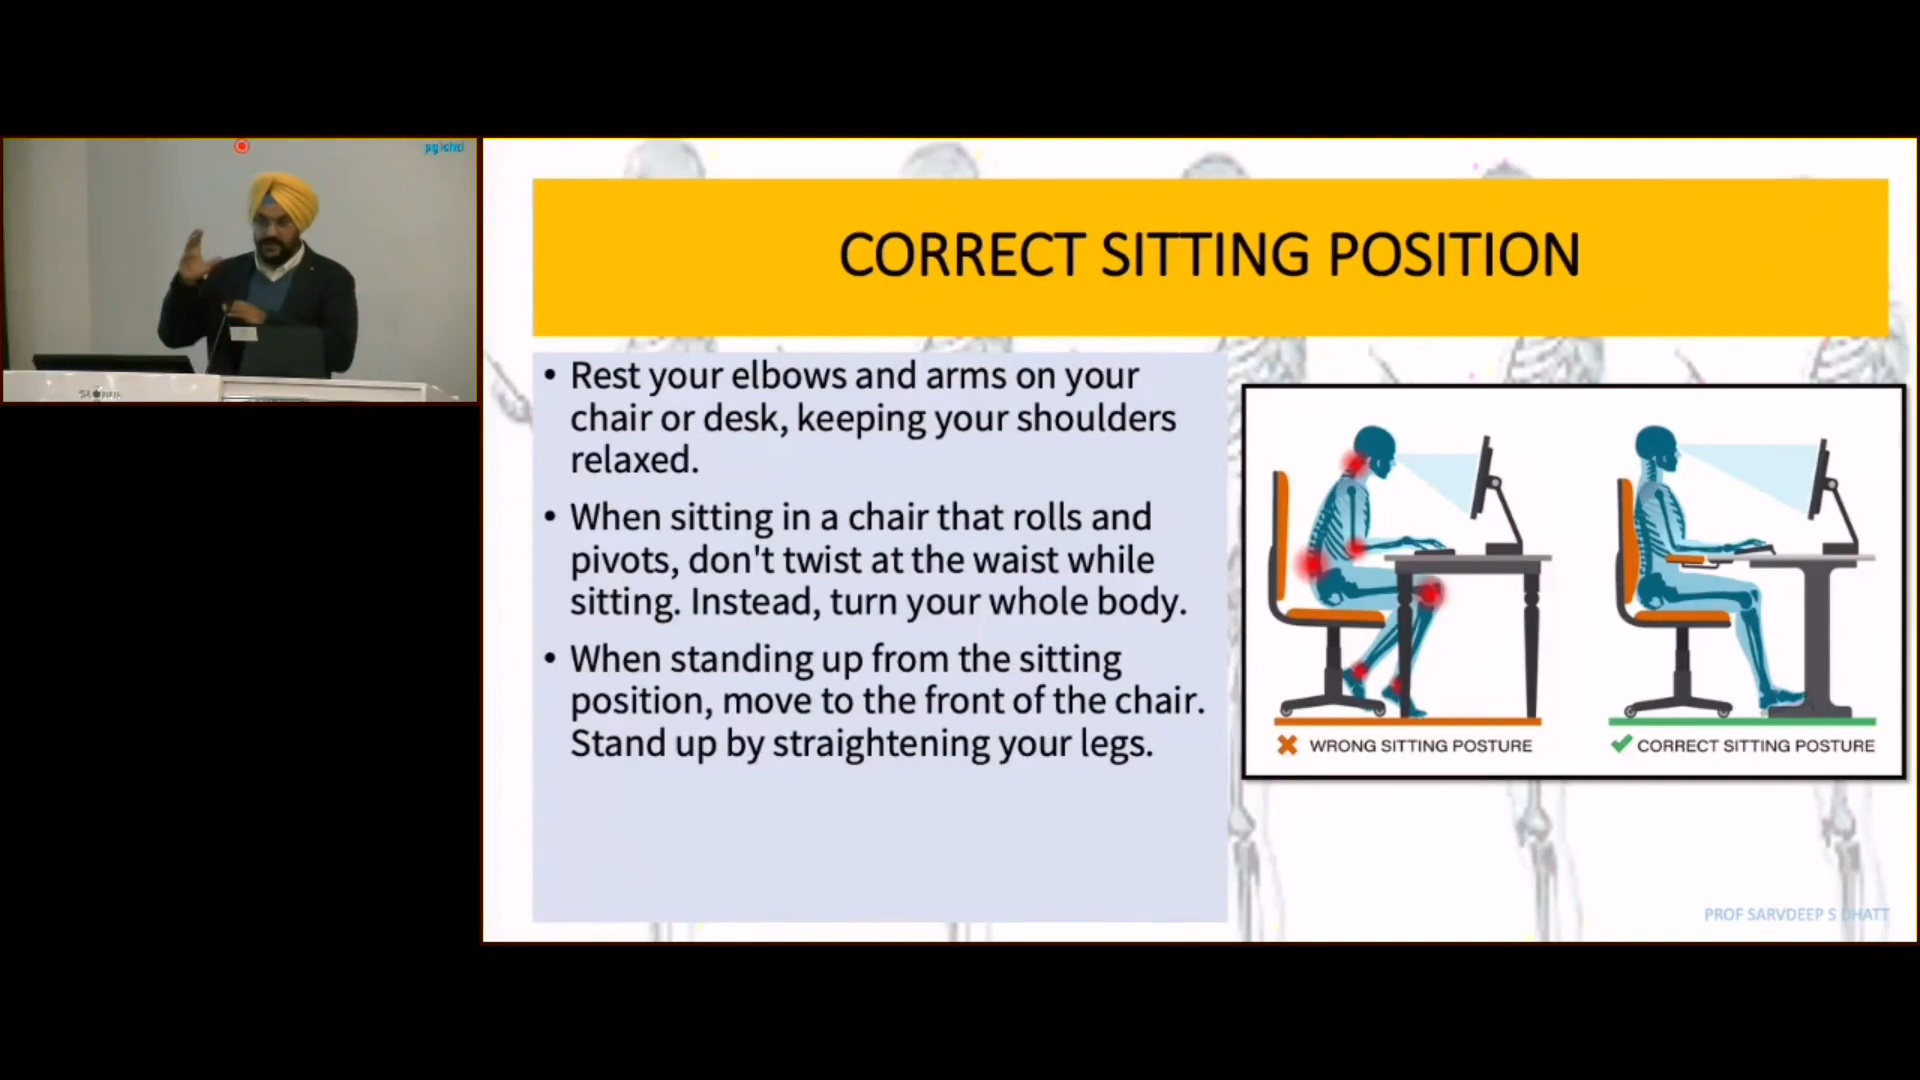 pgichd
CORRECT SITTING POSITION
• Rest your elbows and arms on your
chair or desk, keeping your shoulders
relaxed.
• When sitting in a chair that rolls and
pivots, don't twist at the waist while
sitting. Instead, turn your whole body.
• When standing up from the sitting
position, move to the front of the chair.
Stand up by straightening your legs.
WRONG SITTING POSTURE
CORRECT SITTING POSTURE
PROF SARVDEEP S DHATT